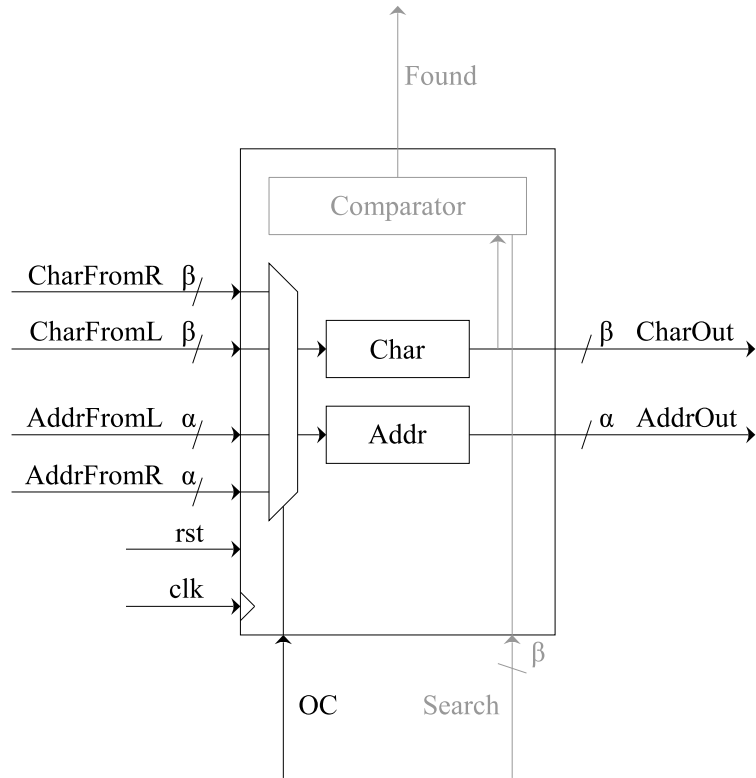 Found
Comparator
CharFromR β
CharFromL β
Char
β CharOut
AddrFromL α
Addr
α AddrOut
AddrFromR α
rst
clk
β
OC
Search